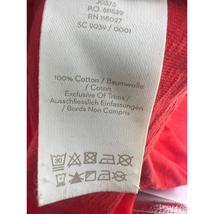 RN 116027
SC 9039 / 0001
100% Cotton / Baumwolle
/ Coton
Exclusive Of Trims /
Ausschliesslich Einfassungen
/ Bords Non Compris